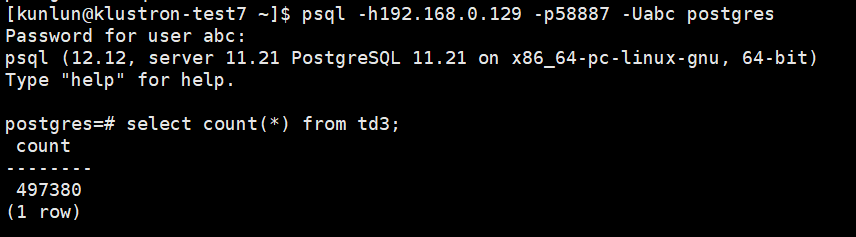 [kunlun@klustron-test7 ~]$ psql -h192.168.0.129 -p58887 -Uabc postgres
Password for user abc:
psql (12.12, server 11.21 PostgreSQL 11.21 on x86_64-pc-linux-gnu, 64-bit)
Type "help" for help.
postgres=# select count(*) from td3;
count
--------
497380
(1 row)